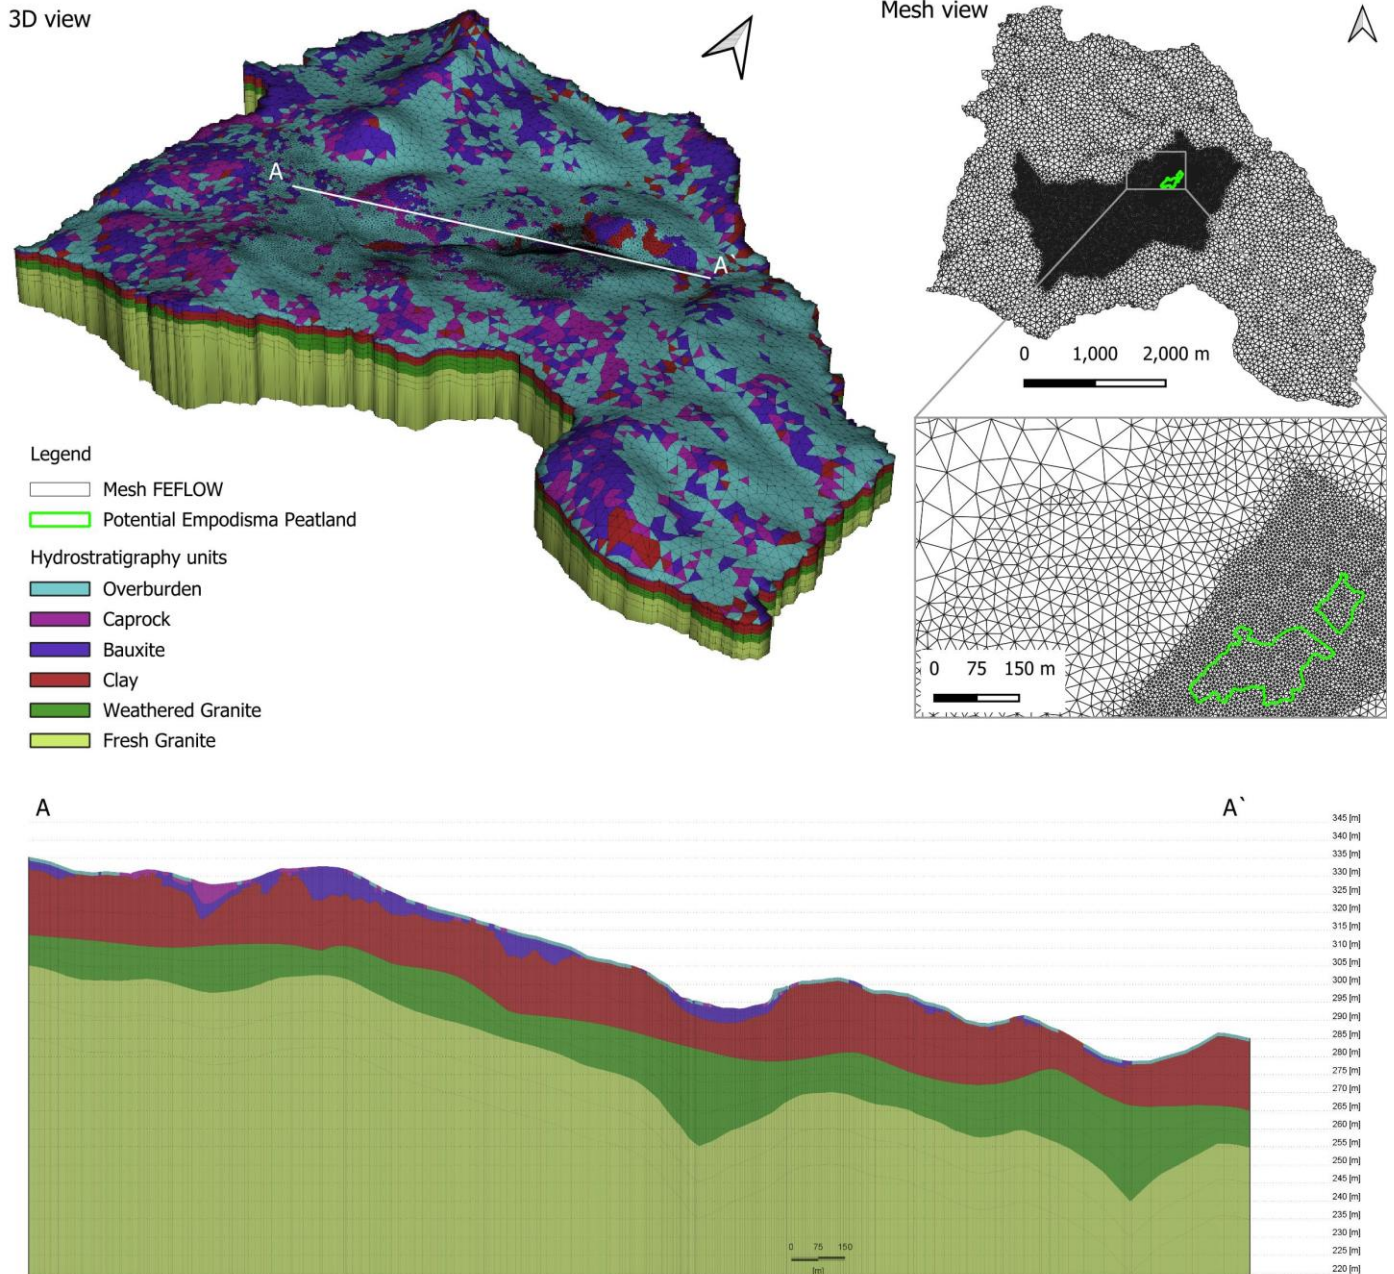 3D view
Mesh view
A
A`
0 1,000 2,000 m
Legend
Mesh FEFLOW
Potential Empodisma Peatland
Hydrostratigraphy units
Overburden
Caprock
Bauxite
Clay
Weathered Granite
Fresh Granite
0 75 150 m
A
A`
345 [m]
340 [m]
335 [m]
330 [m]
325 [m]
320 [m]
315 [m]
310 [m]
305 [m]
300 [m]
295 [m]
290 [m]
285 [m]
280 [m]
275 [m]
270 [m]
265 [m]
260 [m]
255 [m]
250 [m]
245 [m]
240 [m]
235 [m]
230 [m]
225 [m]
220 [m]
0 75 150
[m]